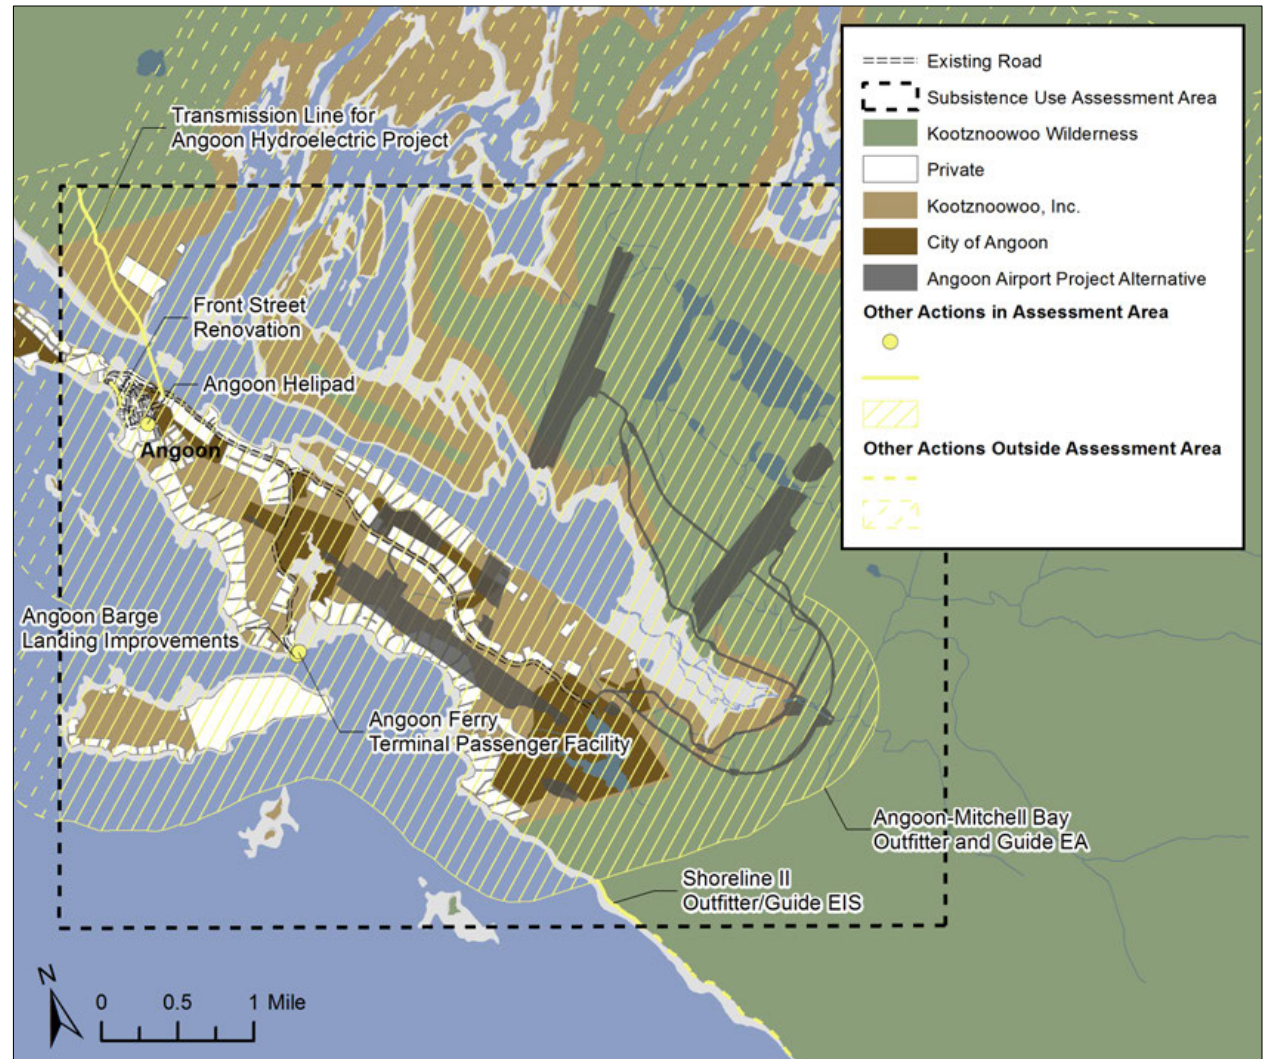 Transmission Line for
Angoon Hydroelectric Project
Front Street
Renovation
Angoon Helipad
Angoon
Angoon Barge
Landing Improvements
Angoon Ferry
Terminal Passenger Facility
Angoon-Mitchell Bay
Outfitter and Guide EA
Shoreline II
Outfitter/Guide EIS
N
0 0.5 1 Mile
Existing Road
Subsistence Use Assessment Area
Kootznoowoo Wilderness
Private
Kootznoowoo, Inc.
City of Angoon
Angoon Airport Project Alternative
Other Actions in Assessment Area
Other Actions Outside Assessment Area